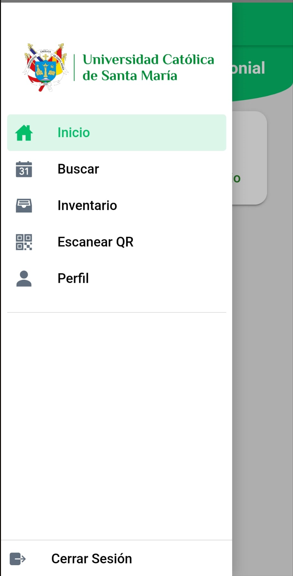 Universidad Católica
de Santa María
onial
Inicio
31
Buscar
o
Inventario
Escanear QR
Perfil
Cerrar Sesión